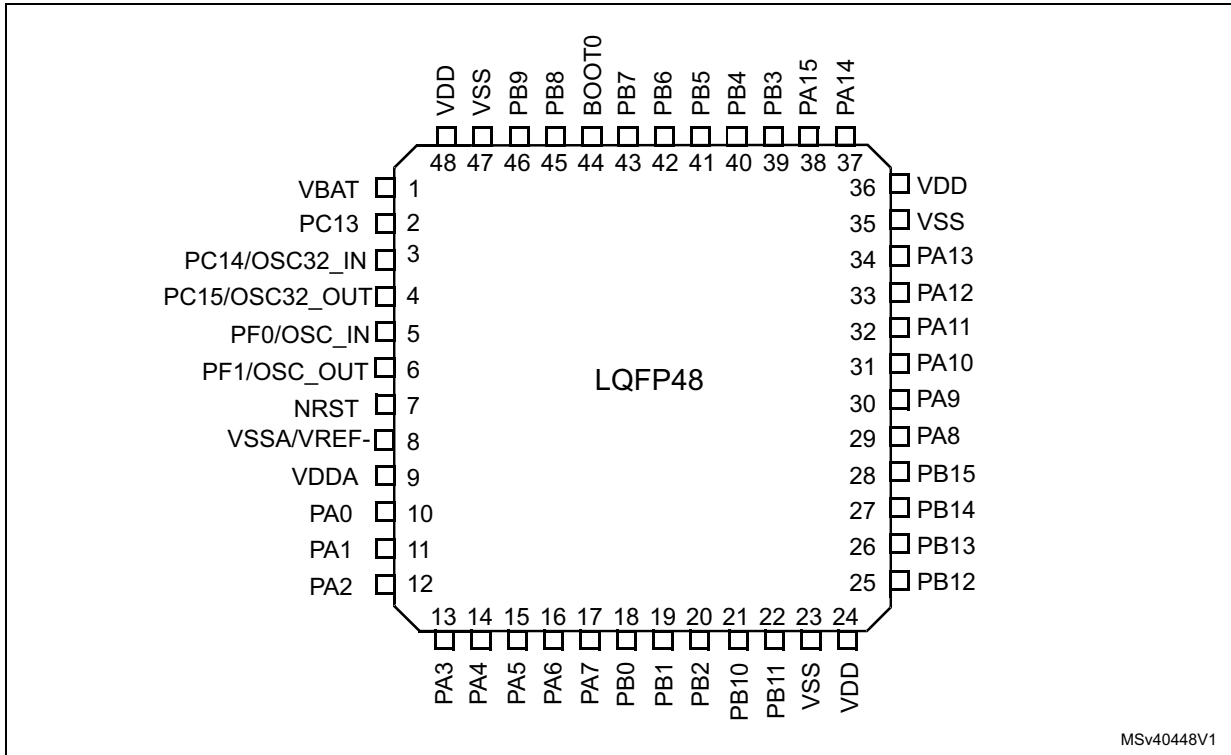 VDD
VSS
PB9
PB8
BOOT0
PB7
PB6
PB5
PB4
PB3
PA15
PA14
48 47 46 45 44 43 42 41 40 39 38 37
VBAT 1
PC13 2
PC14/OSC32_IN 3
PC15/OSC32_OUT 4
PF0/OSC_IN 5
PF1/OSC_OUT 6
NRST 7
VSSA/VREF- 8
VDDA 9
PA0 10
PA1 11
PA2 12
LQFP48
36 VDD
35 VSS
34 PA13
33 PA12
32 PA11
31 PA10
30 PA9
29 PA8
28 PB15
27 PB14
26 PB13
25 PB12
13 14 15 16 17 18 19 20 21 22 23 24
PA3
PA4
PA5
PA6
PA7
PB0
PB1
PB2
PB10
PB11
VSS
VDD
MSv40448V1